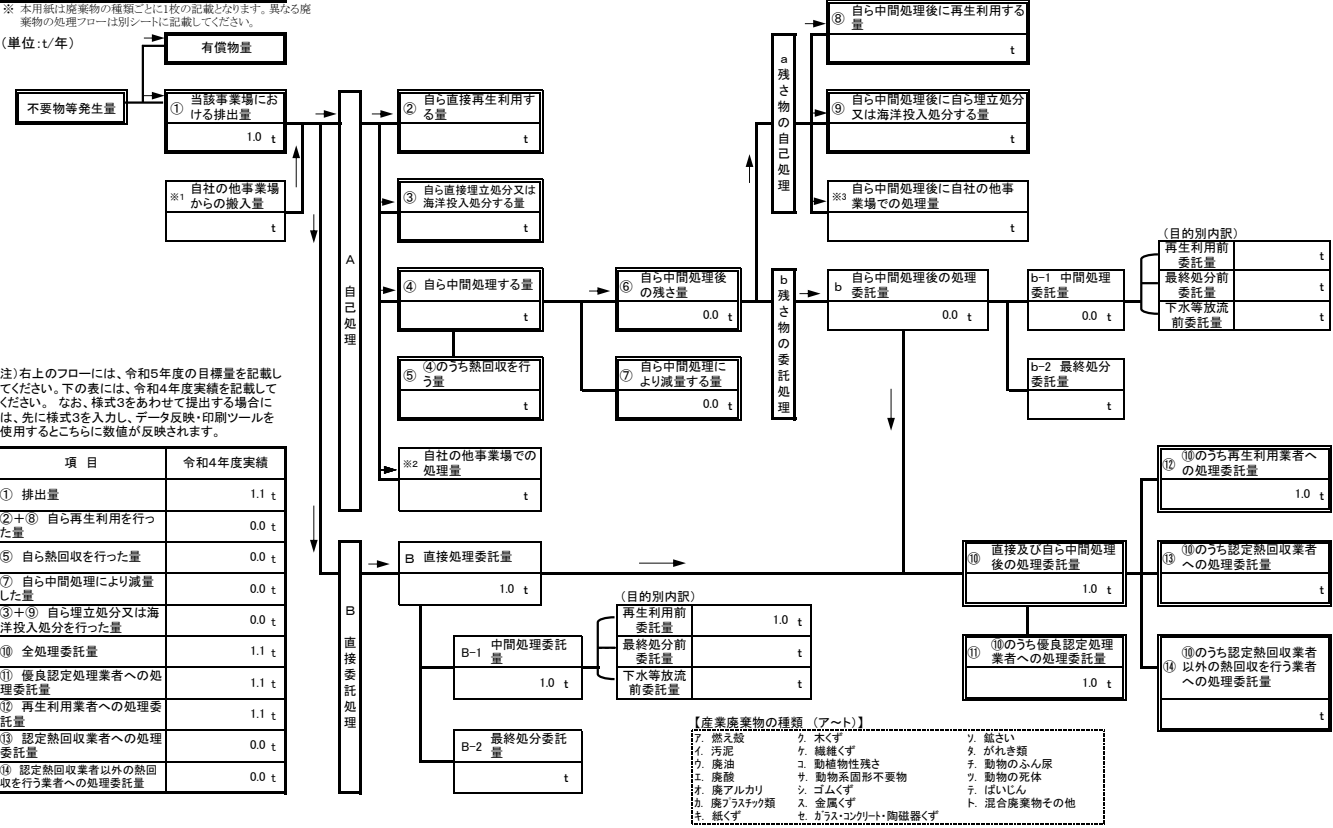 ※ 本用紙は廃棄物の種類ごとに1枚の記載となります。異なる廃
棄物の処理フローは別シートに記載してください。
(単位:t/年)
有償物量
不要物等発生量
① 当該事業場にお
ける排出量
1.0 t
※1 自社の他事業場
からの搬入量
t
A 自己処理
② 自ら直接再生利用す
る量
t
③ 自ら直接埋立処分又は
海洋投入処分する量
t
④ 自ら中間処理する量
t
⑤ ④のうち熱回収を行
う量
t
※2 自社の他事業場での
処理量
t
⑥ 自ら中間処理後
の残さ量
0.0 t
⑦ 自ら中間処理に
より減量する量
0.0 t
a 残さ物の自己処理
⑧ 自ら中間処理後に再生利用する
量
t
⑨ 自ら中間処理後に自ら埋立処分
又は海洋投入処分する量
t
※3 自ら中間処理後に自社の他事
業場での処理量
t
b 残さ物の委託処理
b 自ら中間処理後の処理
委託量
0.0 t
b-1 中間処理
委託量
0.0 t
b-2 最終処分
委託量
t
(目的別内訳)
再生利用前
委託量
t
最終処分前
委託量
t
下水等放流
前委託量
t
注)右上のフローには、令和5年度の目標量を記載し
てください。下の表には、令和4年度実績を記載して
ください。 なお、様式3をあわせて提出する場合に
は、先に様式3を入力し、データ反映・印刷ツールを
使用するとこちらに数値が反映されます。
項 目 令和4年度実績
① 排出量 1.1 t
②+⑧ 自ら再生利用を行っ
た量 0.0 t
⑤ 自ら熱回収を行った量 0.0 t
⑦ 自ら中間処理により減量
した量 0.0 t
③+⑨ 自ら埋立処分又は海
洋投入処分を行った量 0.0 t
⑩ 全処理委託量 1.1 t
⑪ 優良認定処理業者への処
理委託量 1.1 t
⑫ 再生利用業者への処理委
託量 1.1 t
⑬ 認定熱回収業者への処理
委託量 0.0 t
⑭ 認定熱回収業者以外の熱回
収を行う業者への処理委託量 0.0 t
B 直接委託処理
B 直接処理委託量
1.0 t
B-1 中間処理委託
量
1.0 t
B-2 最終処分委託
量
t
(目的別内訳)
再生利用前
委託量
1.0 t
最終処分前
委託量
t
下水等放流
前委託量
t
⑩ 直接及び自ら中間処理
後の処理委託量
1.0 t
⑪ ⑩のうち優良認定処理
業者への処理委託量
1.0 t
⑫ ⑩のうち再生利用業者へ
の処理委託量
1.0 t
⑬ ⑩のうち認定熱回収業者
への処理委託量
t
⑭ ⑩のうち認定熱回収業者
以外の熱回収を行う業者
への処理委託量
t
【産業廃棄物の種類 (ア～ト)】
ア. 燃え殻 ク. 木くず ソ. 鉱さい
イ. 汚泥 ケ. 繊維くず タ. がれき類
ウ. 廃油 コ. 動植物性残さ チ. 動物のふん尿
エ. 廃酸 サ. 動物系固形不要物 ツ. 動物の死体
オ. 廃アルカリ シ. ゴムくず テ. ばいじん
カ. 廃プラスチック類 ス. 金属くず ト. 混合廃棄物その他
キ. 紙くず セ. ガラス・コンクリート・陶磁器くず